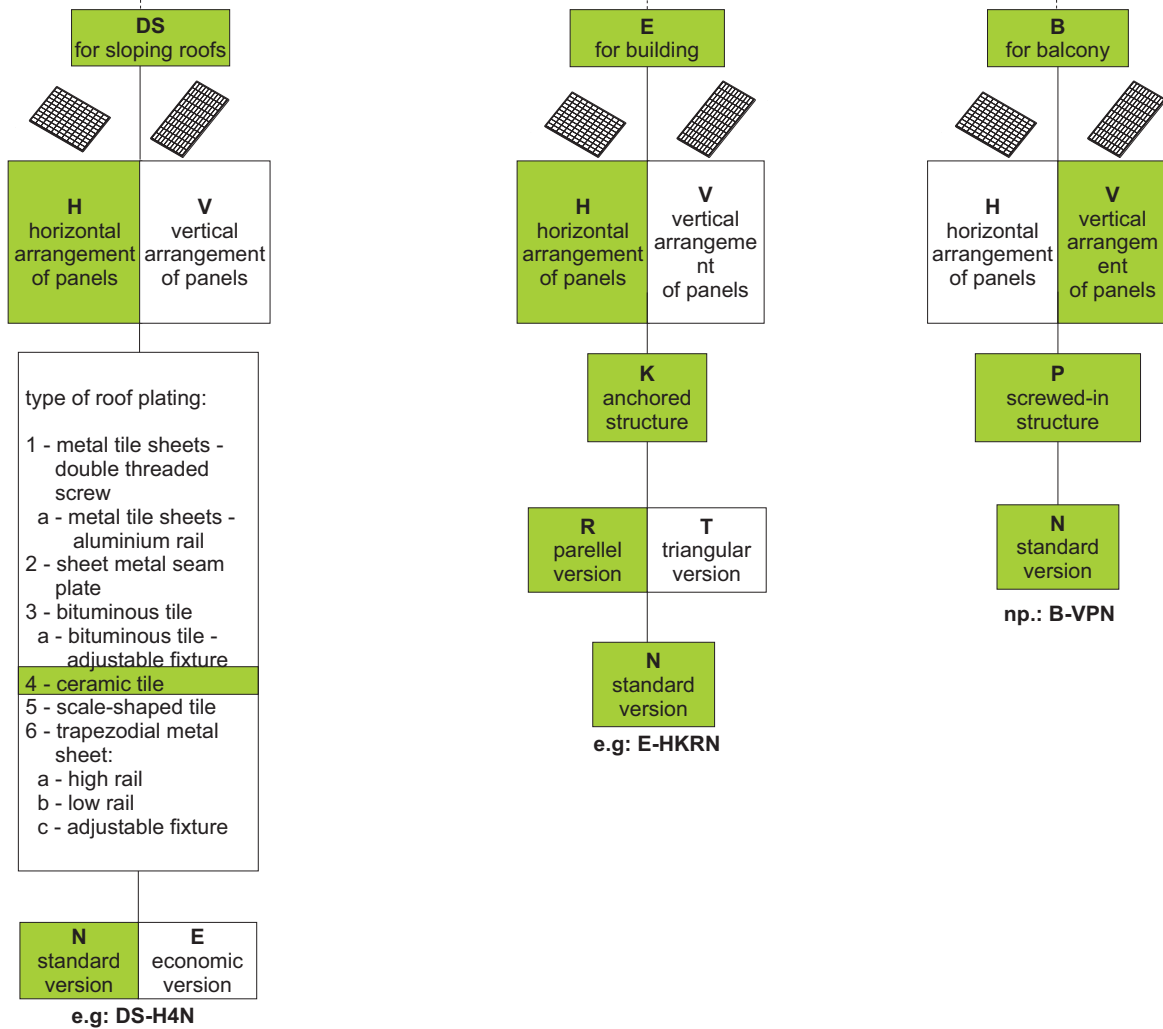 DS
for sloping roofs
H
horizontal
arrangement
of panels
V
vertical
arrangement
of panels
type of roof plating:
1 - metal tile sheets -
double threaded
screw
a - metal tile sheets -
aluminium rail
2 - sheet metal seam
plate
3 - bituminous tile
a - bituminous tile -
adjustable fixture
4 - ceramic tile
5 - scale-shaped tile
6 - trapezodial metal
sheet:
a - high rail
b - low rail
c - adjustable fixture
N
standard
version
E
economic
version
e.g: DS-H4N
E
for building
H
horizontal
arrangement
of panels
V
vertical
arrangeme
nt
of panels
K
anchored
structure
R
parellel
version
T
triangular
version
N
standard
version
e.g: E-HKRN
B
for balcony
H
horizontal
arrangement
of panels
V
vertical
arrangem
ent
of panels
P
screwed-in
structure
N
standard
version
np.: B-VPN